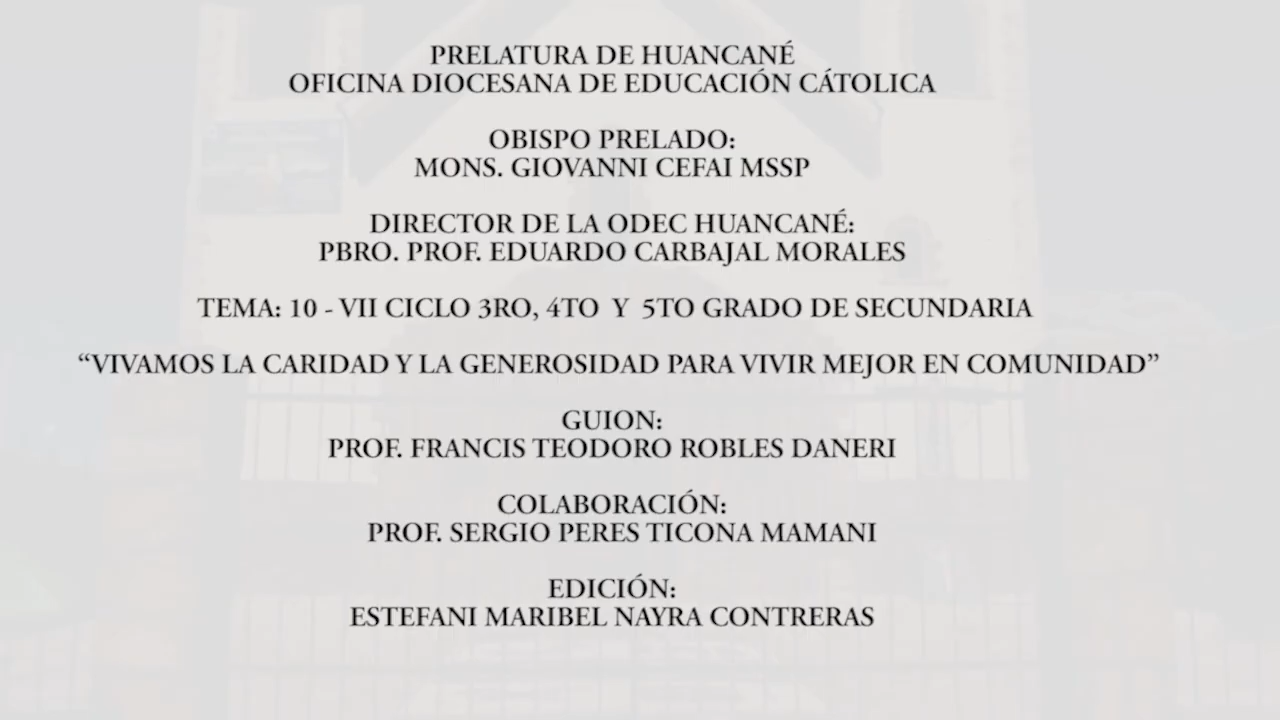 PRELATURA DE HUANCANÉ
OFICINA DIOCESANA DE EDUCACIÓN CÁTOLICA
OBISPO PRELADO:
MONS. GIOVANNI CEFAI MSSP
DIRECTOR DE LA ODEC HUANCANÉ:
PBRO. PROF. EDUARDO CARBAJAL MORALES
TEMA: 10 - VII CICLO 3RO, 4TO Y 5TO GRADO DE SECUNDARIA
“VIVAMOS LA CARIDAD Y LA GENEROSIDAD PARA VIVIR MEJOR EN COMUNIDAD”
GUION:
PROF. FRANCIS TEODORO ROBLES DANERI
COLABORACIÓN:
PROF. SERGIO PERES TICONA MAMANI
EDICIÓN:
ESTEFANI MARIBEL NAYRA CONTRERAS